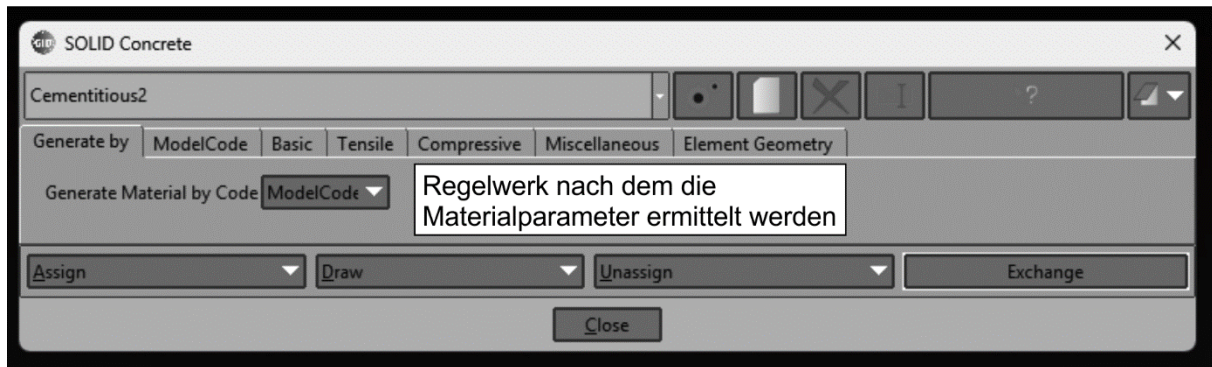 GiD SOLID Concrete
Cementitious2
?
Generate by ModelCode Basic Tensile Compressive Miscellaneous Element Geometry
Generate Material by Code ModelCode
Regelwerk nach dem die
Materialparameter ermittelt werden
Assign Draw Unassign Exchange
Close